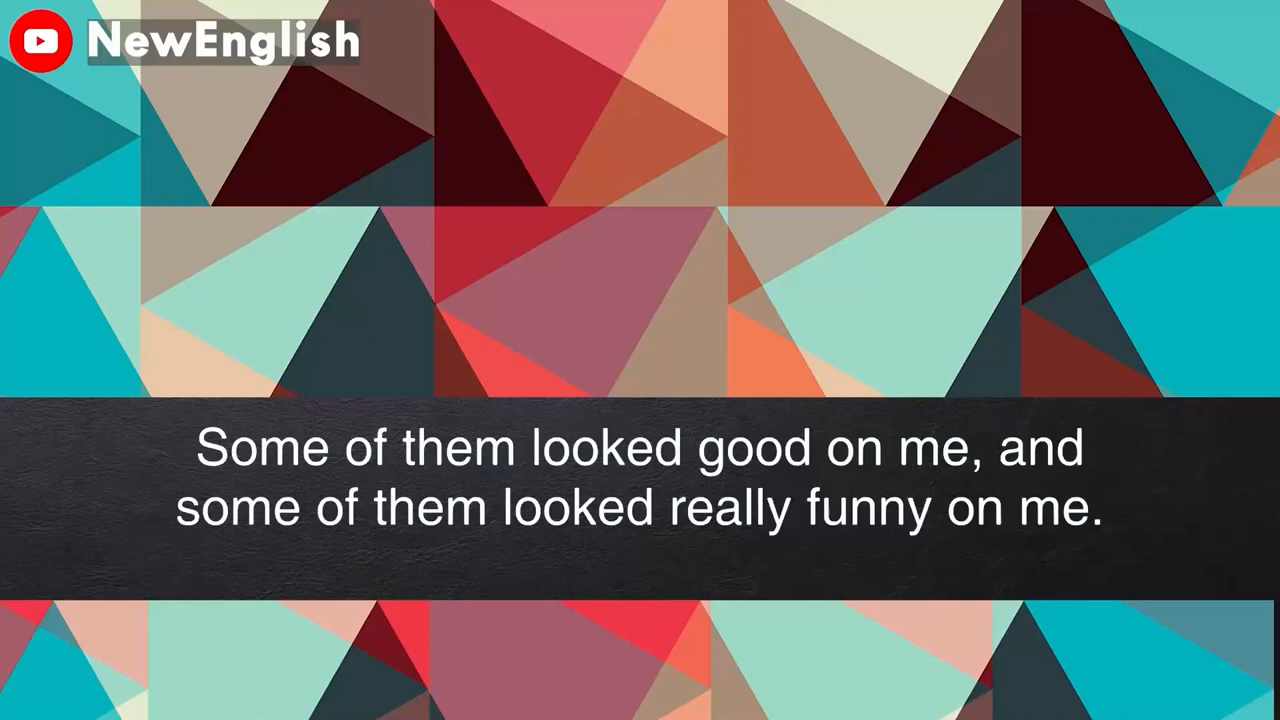 NewEnglish
Some of them looked good on me, and
some of them looked really funny on me.